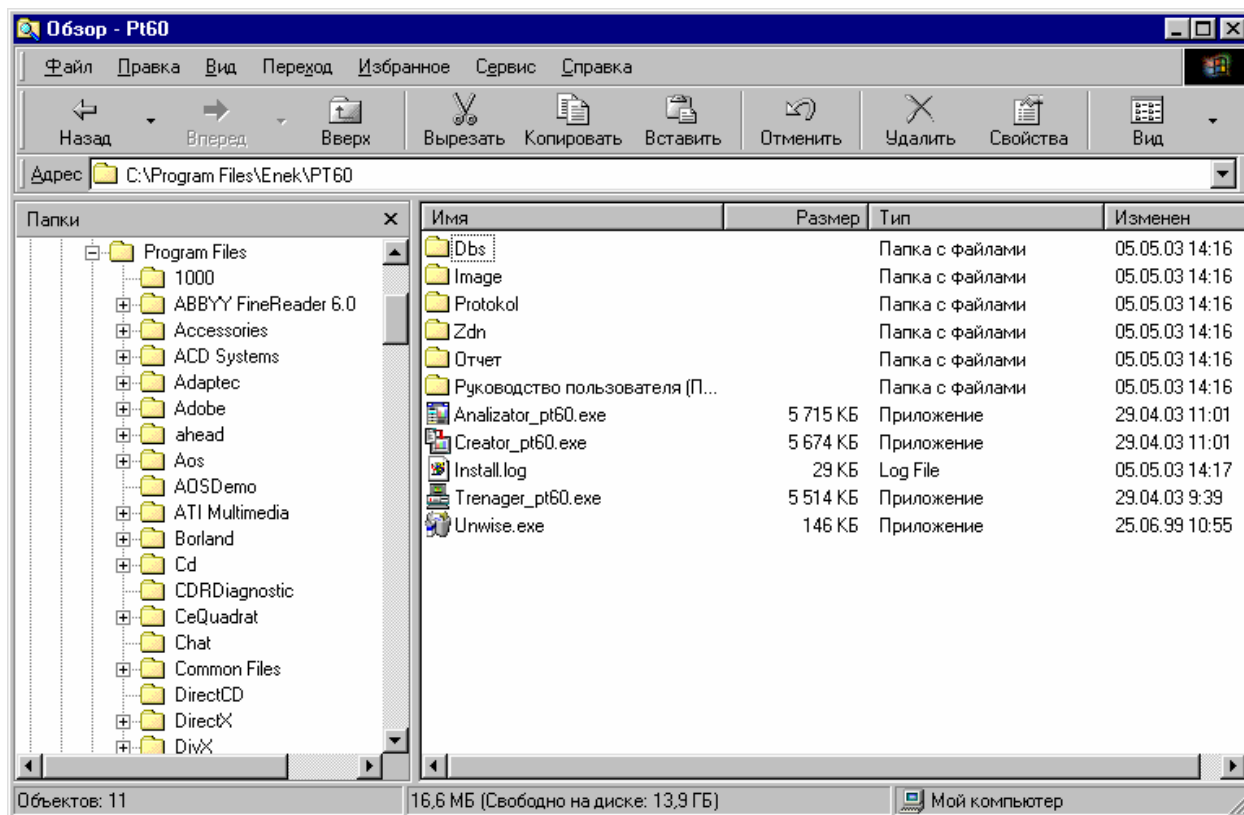 Обзор - Pt60
Файл Правка Вид Переход Избранное Сервис Справка
Назад Вперед Вверх Вырезать Копировать Вставить Отменить Удалить Свойства Вид
Адрес C:\Program Files\Enek\PT60
Папки
Program Files
1000
ABBYY FineReader 6.0
Accessories
ACD Systems
Adaptec
Adobe
ahead
Aos
AOSDemo
ATI Multimedia
Borland
Cd
CDRDiagnostic
CeQuadrat
Chat
Common Files
DirectCD
DirectX
DivX
Имя Размер Тип Изменен
Dbs Папка с файлами 05.05.03 14:16
Image Папка с файлами 05.05.03 14:16
Protokol Папка с файлами 05.05.03 14:16
Zdn Папка с файлами 05.05.03 14:16
Отчет Папка с файлами 05.05.03 14:16
Руководство пользователя (П... Папка с файлами 05.05.03 14:16
Analizator_pt60.exe 5 715 КБ Приложение 29.04.03 11:01
Creator_pt60.exe 5 674 КБ Приложение 29.04.03 11:01
Install.log 29 КБ Log File 05.05.03 14:17
Trenager_pt60.exe 5 514 КБ Приложение 29.04.03 9:39
Unwise.exe 146 КБ Приложение 25.06.99 10:55
Объектов: 11 16,6 МБ (Свободно на диске: 13,9 ГБ) Мой компьютер